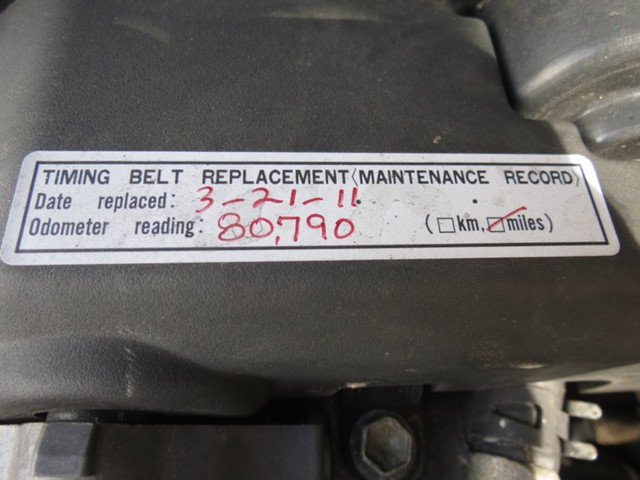 TIMING BELT REPLACEMENT〈MAINTENANCE RECORD〉
Date replaced: 3-21-11
Odometer reading: 80,790 (□km, ☑miles)